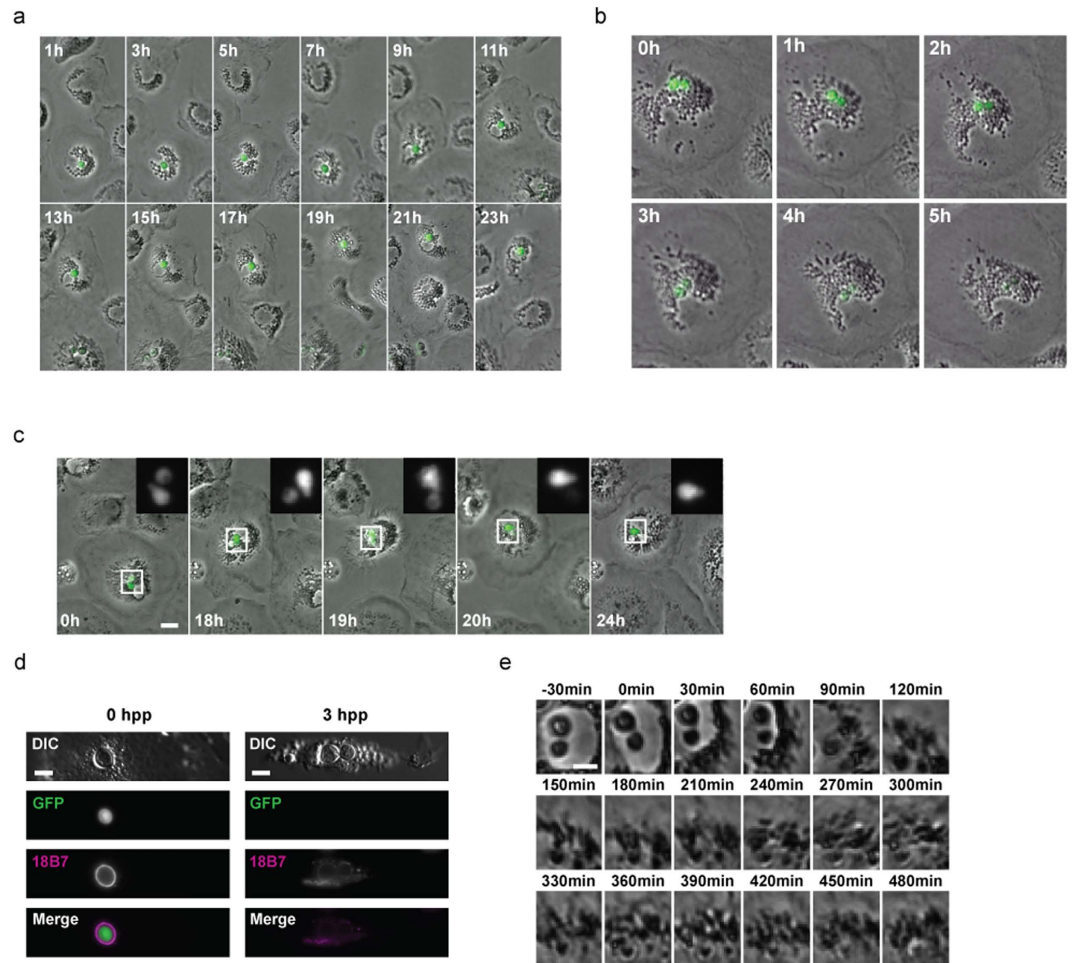 a
b
1h 3h 5h 7h 9h 11h
13h 15h 17h 19h 21h 23h
0h 1h 2h
3h 4h 5h
c
0h 18h 19h 20h 24h
d
0 hpp 3 hpp
DIC DIC
GFP GFP
18B7 18B7
Merge Merge
e
-30min 0min 30min 60min 90min 120min
150min 180min 210min 240min 270min 300min
330min 360min 390min 420min 450min 480min